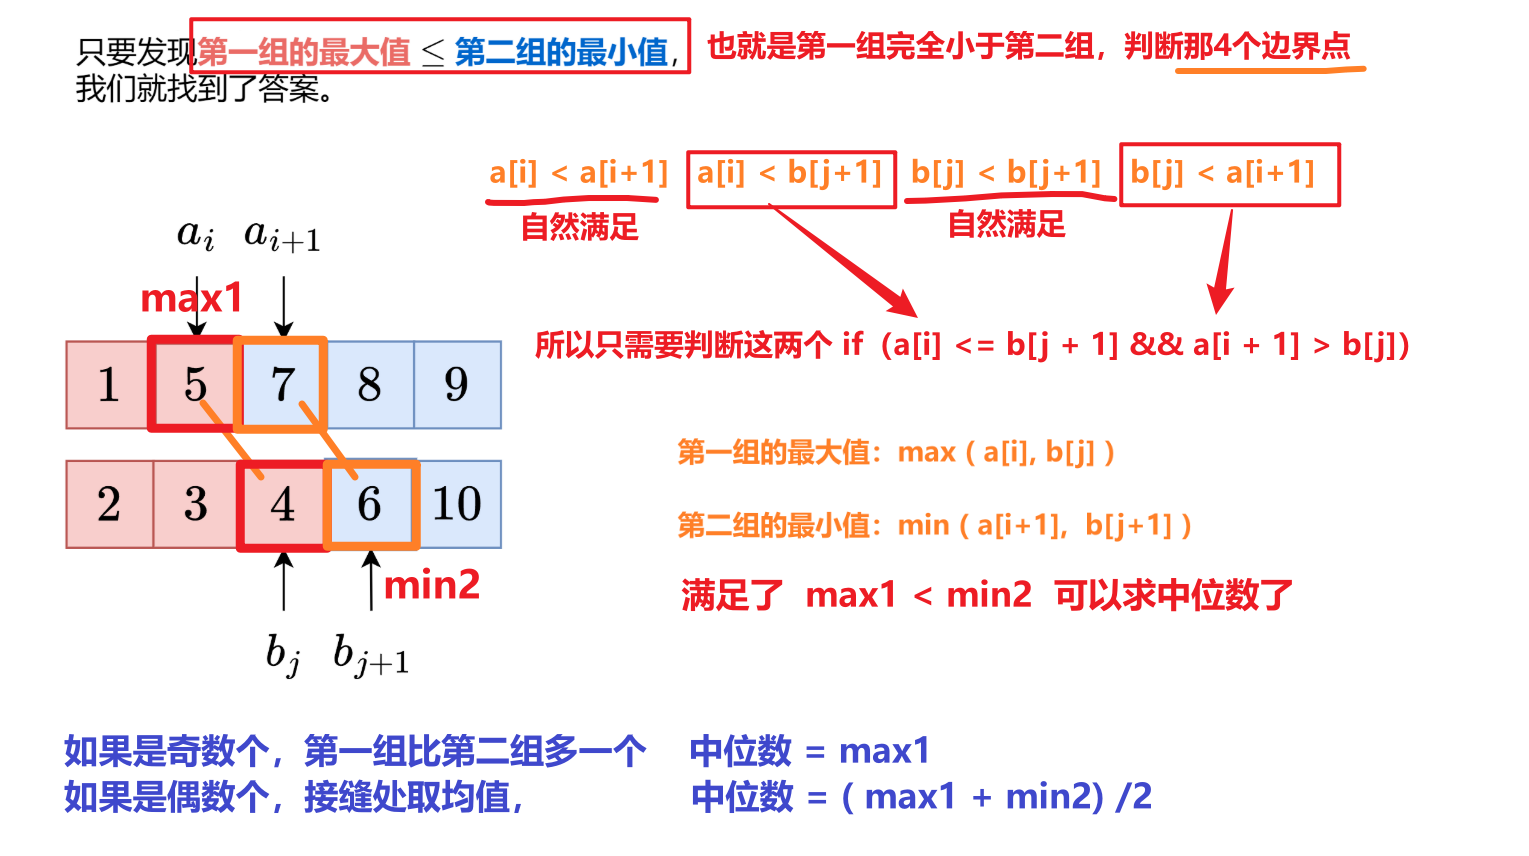 只要发现第一组的最大值 ≤ 第二组的最小值，
我们就找到了答案。
也就是第一组完全小于第二组，判断那4个边界点
a[i] < a[i+1] a[i] < b[j+1] b[j] < b[j+1] b[j] < a[i+1]
自然满足 自然满足
a_i a_{i+1}
max1
所以只需要判断这两个 if (a[i] <= b[j + 1] && a[i + 1] > b[j])
1 5 7 8 9
第一组的最大值：max ( a[i], b[j] )
2 3 4 6 10
第二组的最小值：min ( a[i+1], b[j+1] )
min2
满足了 max1 < min2 可以求中位数了
b_j b_{j+1}
如果是奇数个，第一组比第二组多一个 中位数 = max1
如果是偶数个，接缝处取均值， 中位数 = ( max1 + min2) /2